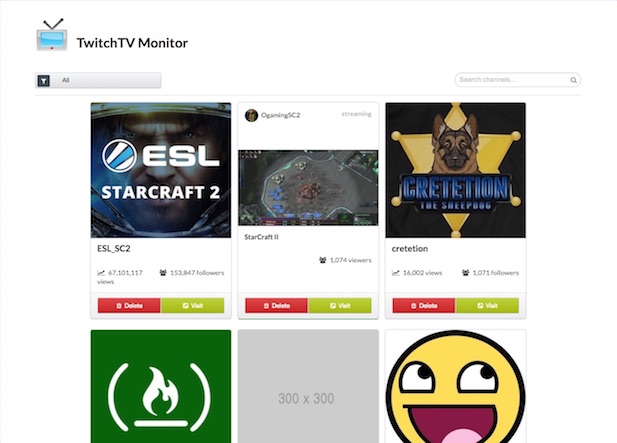 TwitchTV Monitor
All
Search channels...
ESL
STARCRAFT 2
ESL_SC2
67,101,117 views
153,847 followers
Delete
Visit
OgamingSC2
streaming
StarCraft II
1,074 viewers
Delete
Visit
CRETETION
THE SHEEPDOG
cretetion
16,002 views
1,071 followers
Delete
Visit
300 x 300